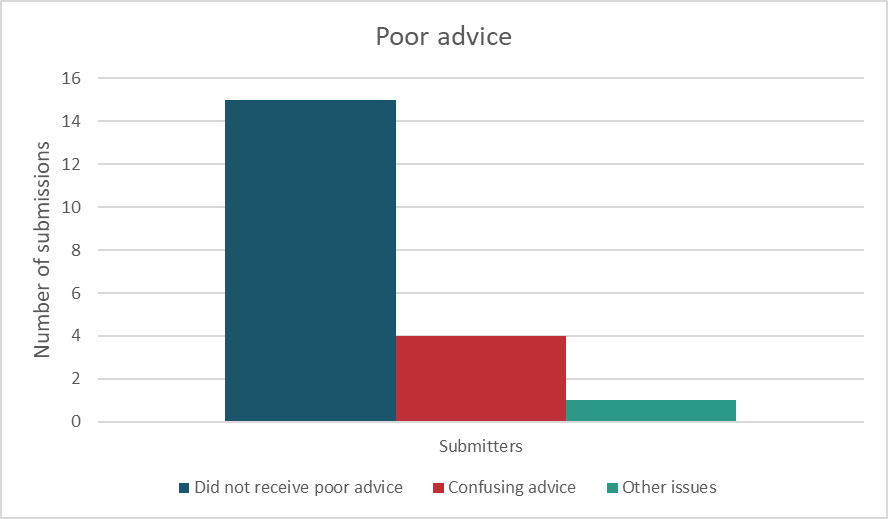 Poor advice
Number of submissions
16
14
12
10
8
6
4
2
0
Submitters
Did not receive poor advice
Confusing advice
Other issues